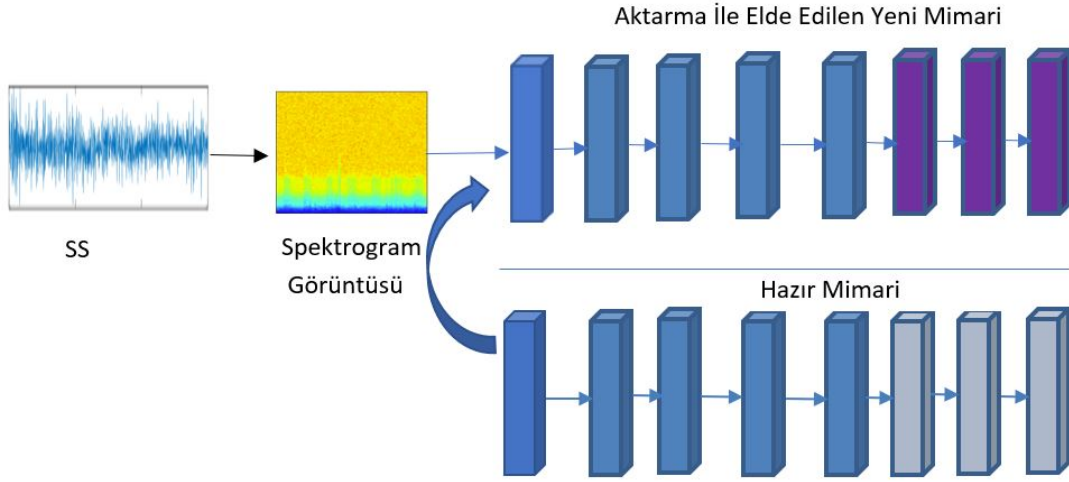 Aktarma İle Elde Edilen Yeni Mimari
SS
Spektrogram
Görüntüsü
Hazır Mimari